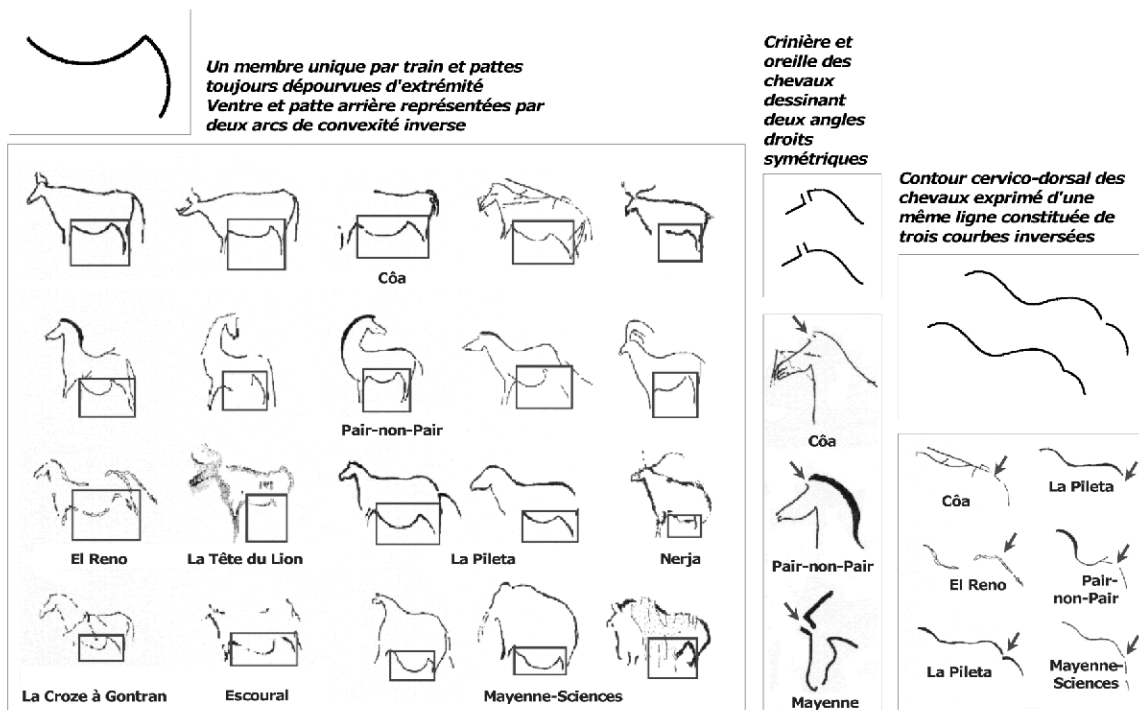 Un membre unique par train et pattes
toujours dépourvues d'extrémité
Ventre et patte arrière représentées par
deux arcs de convexité inverse
Côa
Pair-non-Pair
El Reno
La Tête du Lion
La Pileta
Nerja
La Croze à Gontran
Escoural
Mayenne-Sciences
Crinière et
oreille des
chevaux
dessinant
deux angles
droits
symétriques
Côa
Pair-non-Pair
Mayenne
Contour cervico-dorsal des
chevaux exprimé d'une
même ligne constituée de
trois courbes inversées
Côa
La Pileta
El Reno
Pair-
non-Pair
La Pileta
Mayenne-
Sciences